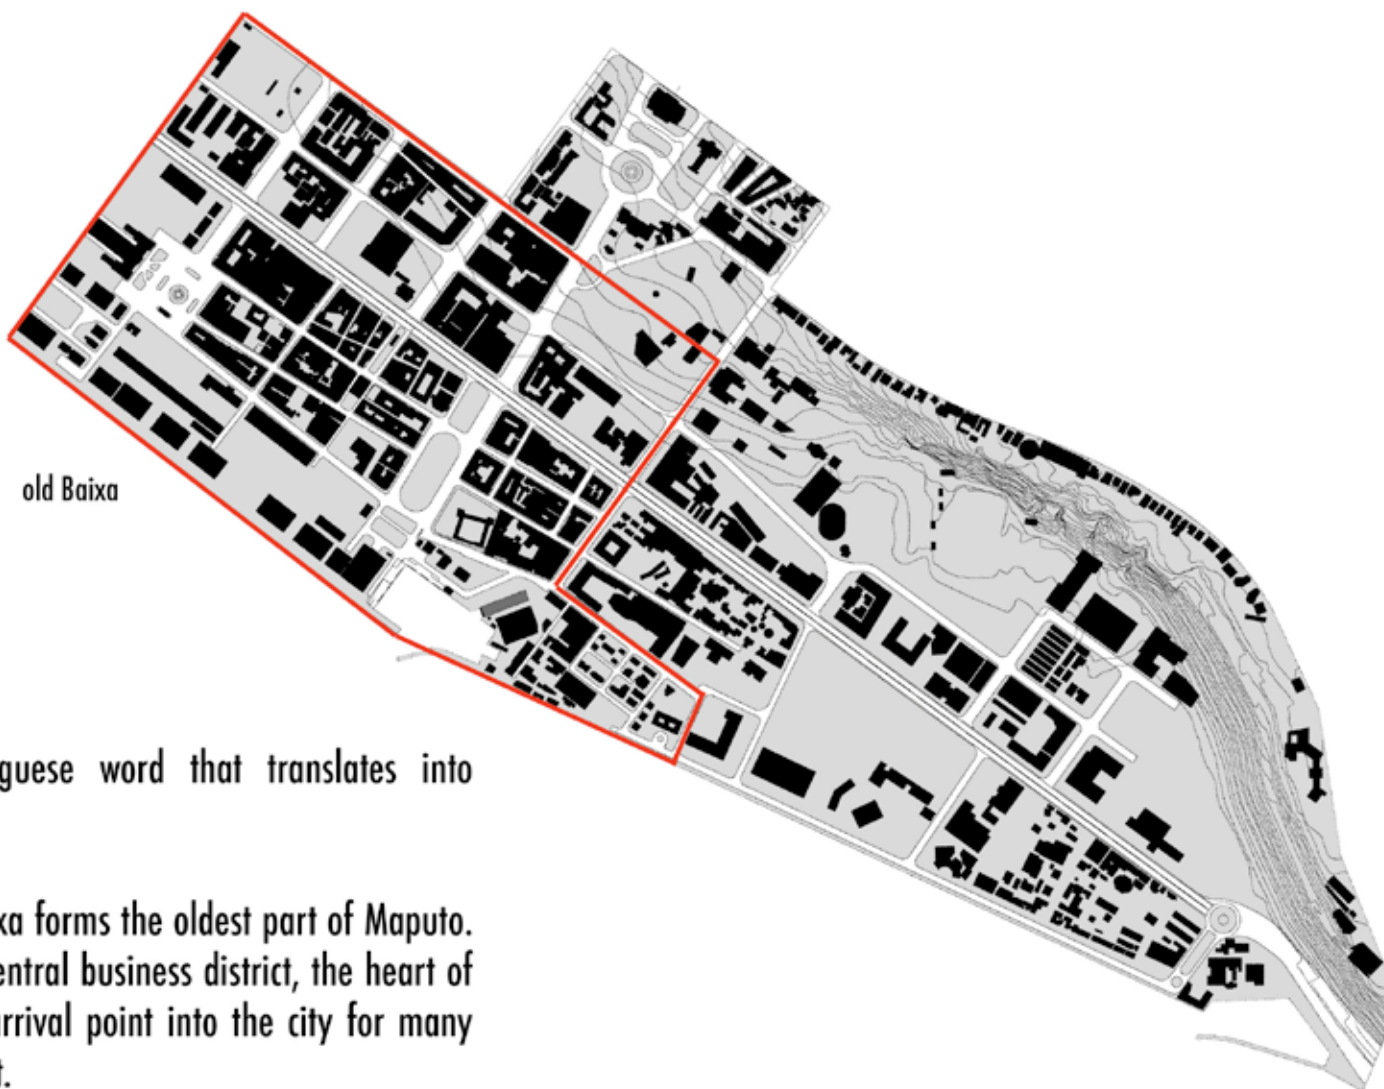 old Baixa
guese word that translates into
xa forms the oldest part of Maputo.
entral business district, the heart of
arrival point into the city for many
t.